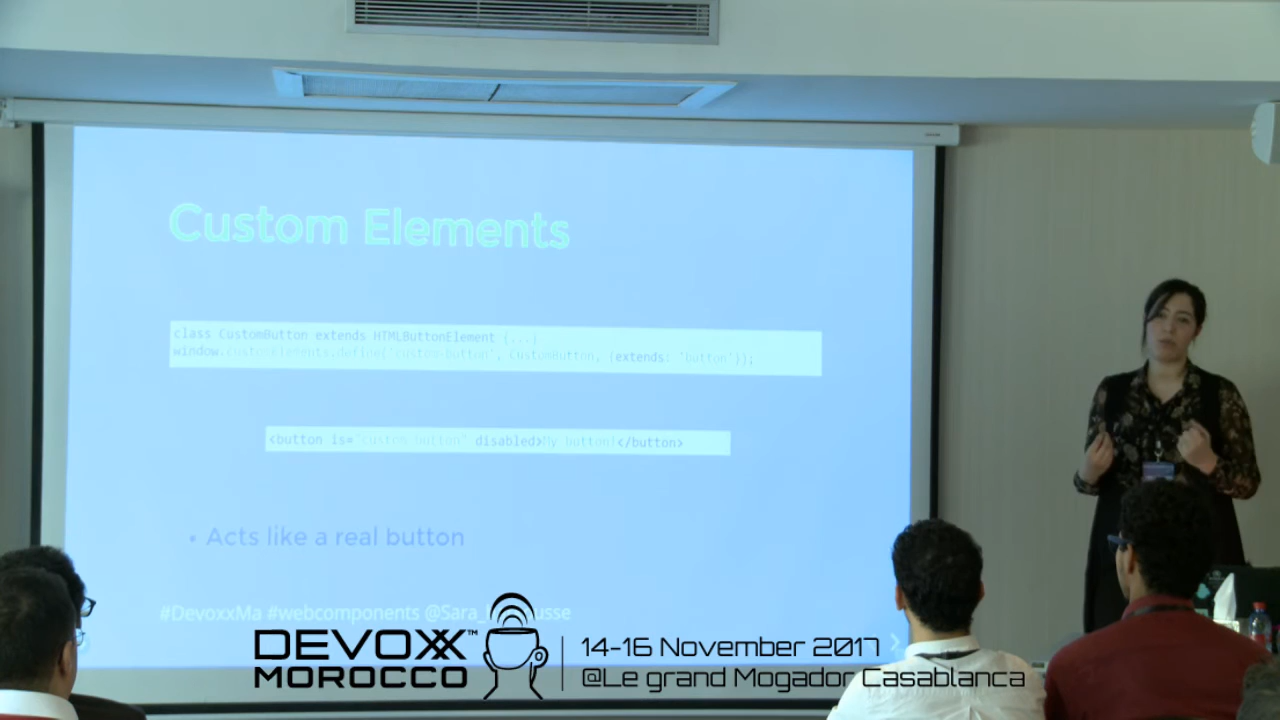 Custom Elements
class CustomButton extends HTMLButtonElement {...}
window.customElements.define('custom-button', CustomButton, {extends: 'button'});
<button is="custom-button" disabled>My button!</button>
• Acts like a real button
#DevoxxMa #webcomponents
DEVOXX™
MOROCCO
14-16 November 2017
@Le grand Mogador Casablanca